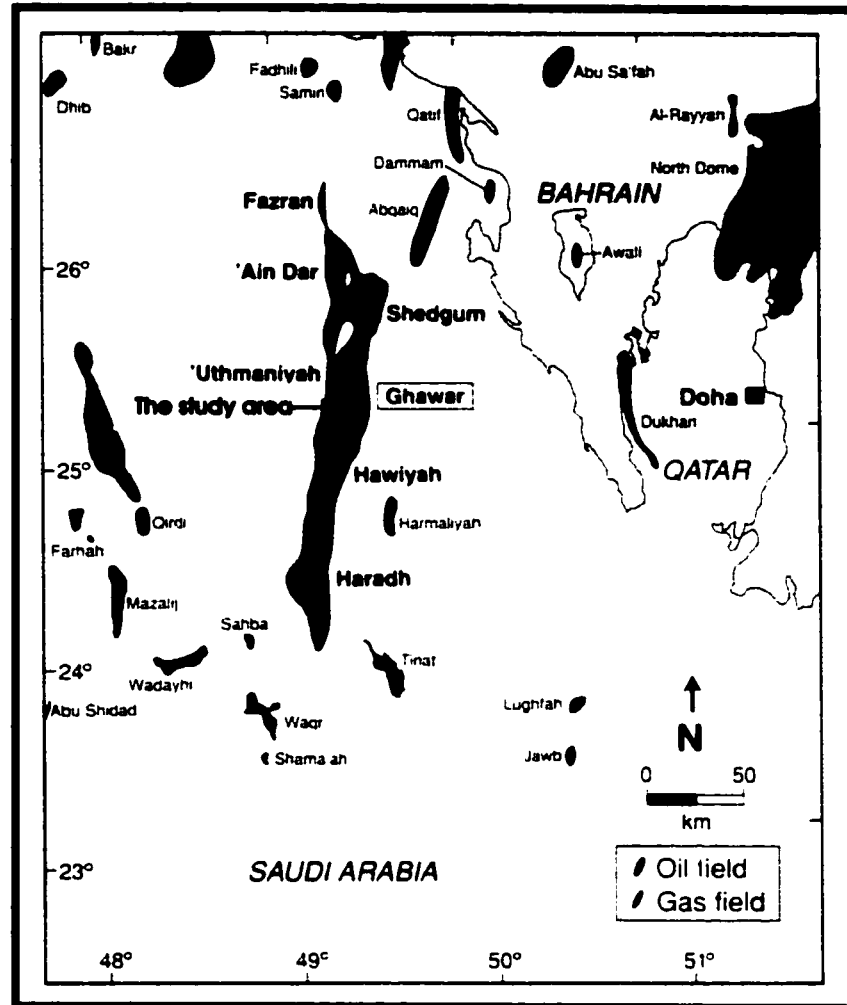 Bakr
Fadhili
Samin
Dhib
Qatif
Abu Sa'fah
Al-Rayyan
Dammam
North Dome
BAHRAIN
Fazran
Abqaiq
Awali
26°
'Ain Dar
Shedgum
'Uthmaniyah
The study area
Ghawar
Doha
Dukhan
25°
Hawiyah
QATAR
Qirdi
Harmaliyah
Farhah
Haradh
Mazalij
Sahba
Tinat
24°
Wadayhi
Abu Shidad
Waqr
Lughfah
N
Shamaah
Jawb
0 50
km
23°
SAUDI ARABIA
Oil field
Gas field
48° 49° 50° 51°